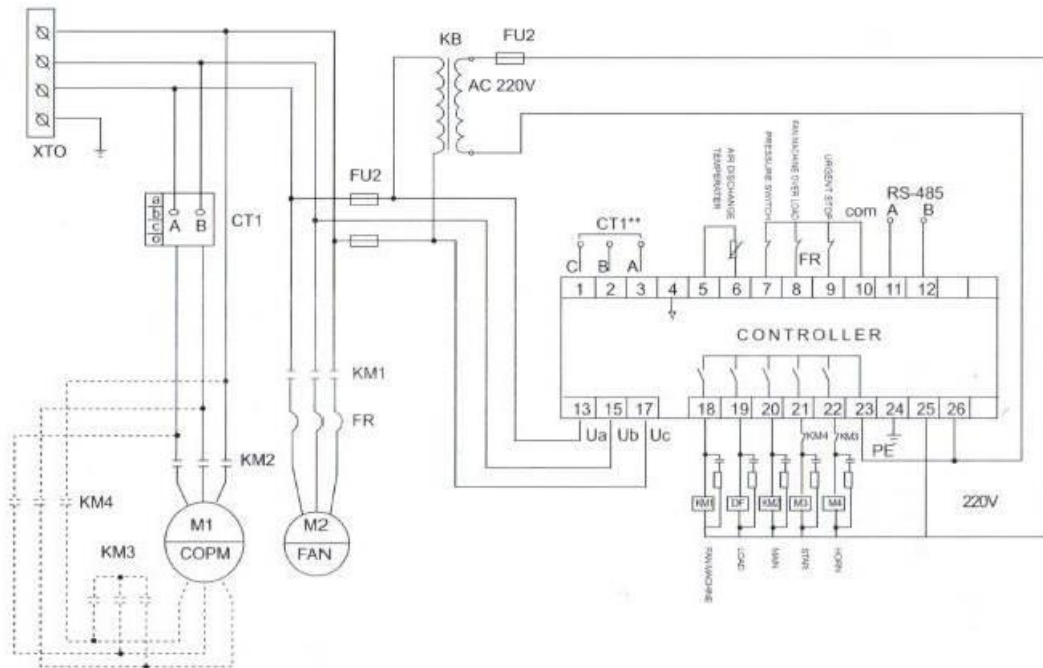 KB
FU2
AC 220V
XTO
FU2
a
b
c
o
A B
CT1
AIR DISCHANGE
TEMPERATER
PRESSURE SWITCH
FAN MACHINE OVER LOAD
URGENT STOP
com
RS-485
A B
CT1**
C B A
FR
1 2 3 4 5 6 7 8 9 10 11 12
CONTROLLER
KM1
FR
13 15 17 18 19 20 21 22 23 24 25 26
Ua Ub Uc
KM4 KM3
PE
KM2
KM4
KM1 DF KM2 M3 M4
220V
M1
COPM
M2
FAN
KM3
FAN MACHINE
LOAD
MAIN
STAR
HORN